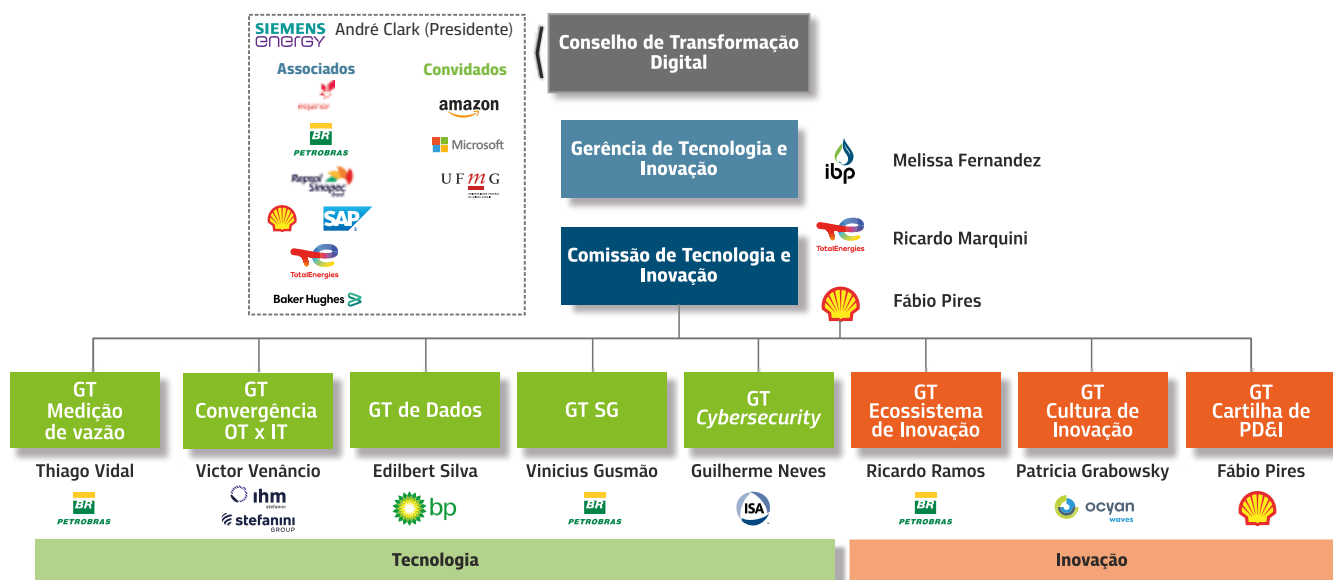 SIEMENS
energy
André Clark (Presidente)
Conselho de Transformação
Digital
Associados
Convidados
equinor
amazon
BR
PETROBRAS
Microsoft
Repsol
Sinopec
Brasil
UFmG
SAP
TotalEnergies
Baker Hughes
Gerência de Tecnologia e
Inovação
ibp
Melissa Fernandez
Comissão de Tecnologia e
Inovação
TotalEnergies
Ricardo Marquini
Fábio Pires
GT
Medição
de vazão
GT
Convergência
OT x IT
GT de Dados
GT SG
GT
Cybersecurity
GT
Ecossistema
de Inovação
GT
Cultura de
Inovação
GT
Cartilha de
PD&I
Thiago Vidal
Victor Venâncio
Edilbert Silva
Vinicius Gusmão
Guilherme Neves
Ricardo Ramos
Patricia Grabowsky
Fábio Pires
BR
PETROBRAS
ihm
stefanini
stefanini
GROUP
bp
BR
PETROBRAS
ISA
BR
PETROBRAS
ocyan
waves
Tecnologia
Inovação